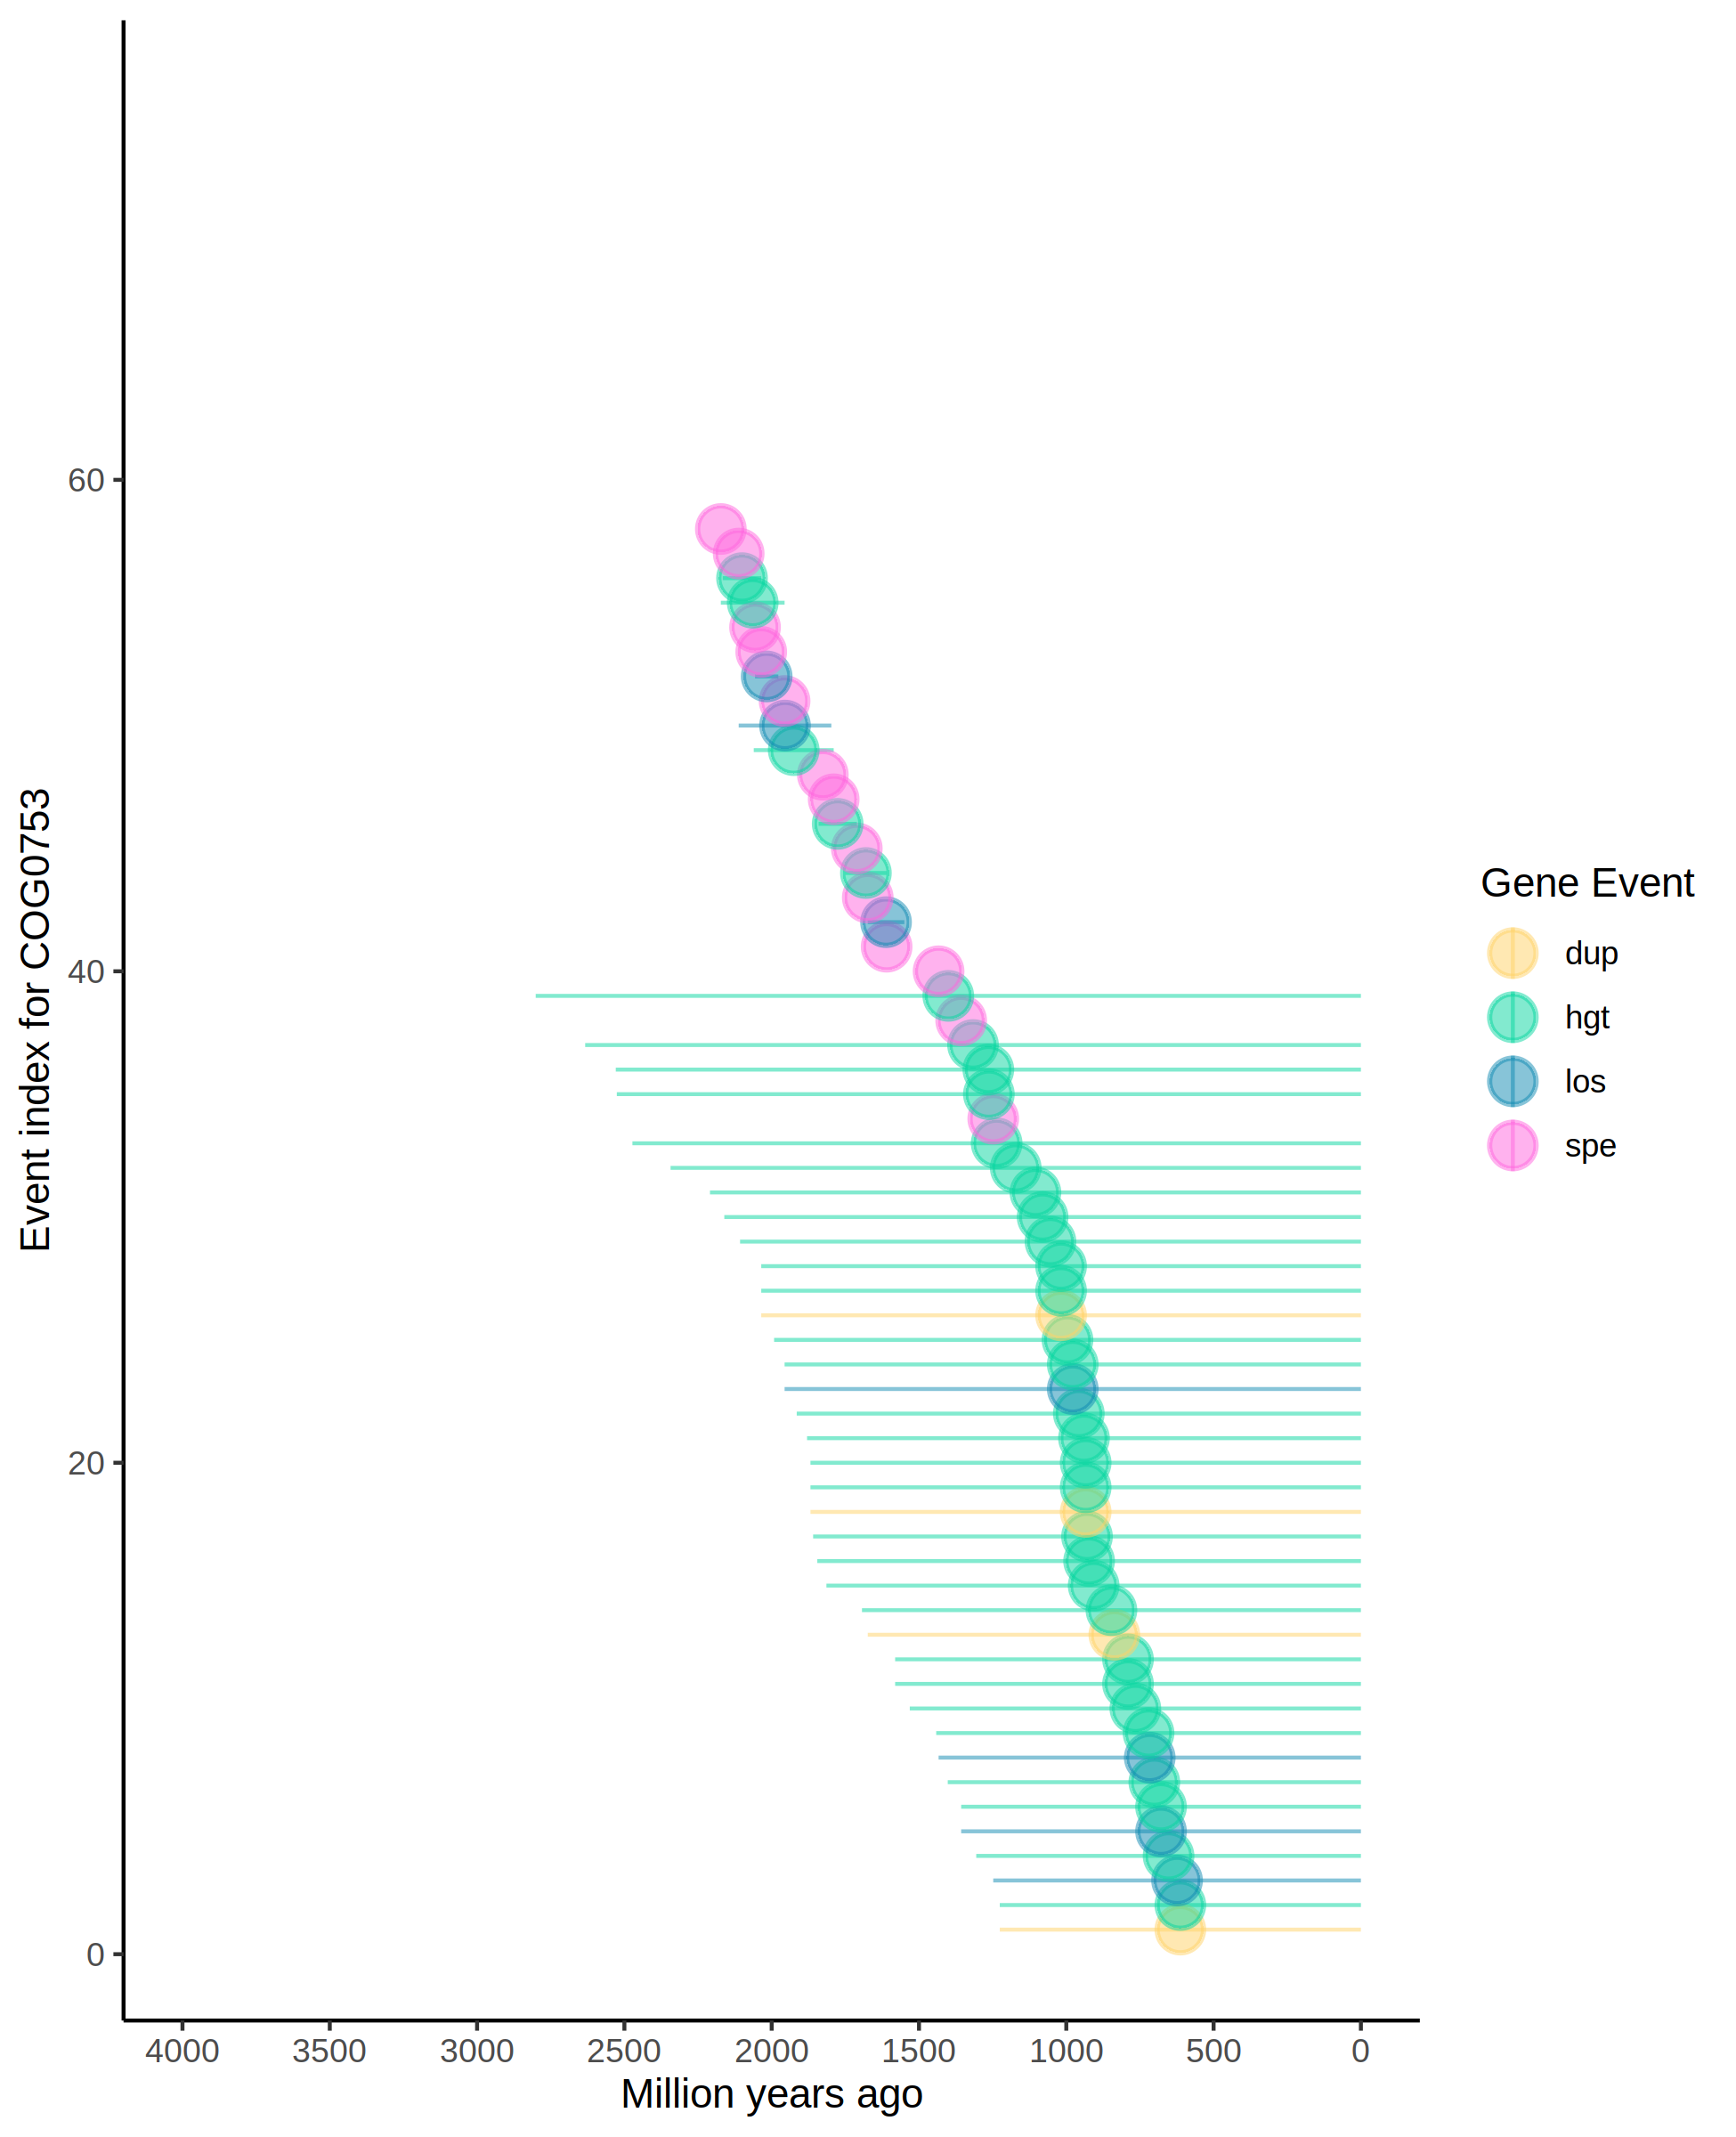 Event index for COG0753
60
40
20
0
4000 3500 3000 2500 2000 1500 1000 500 0
Million years ago
Gene Event
dup
hgt
los
spe